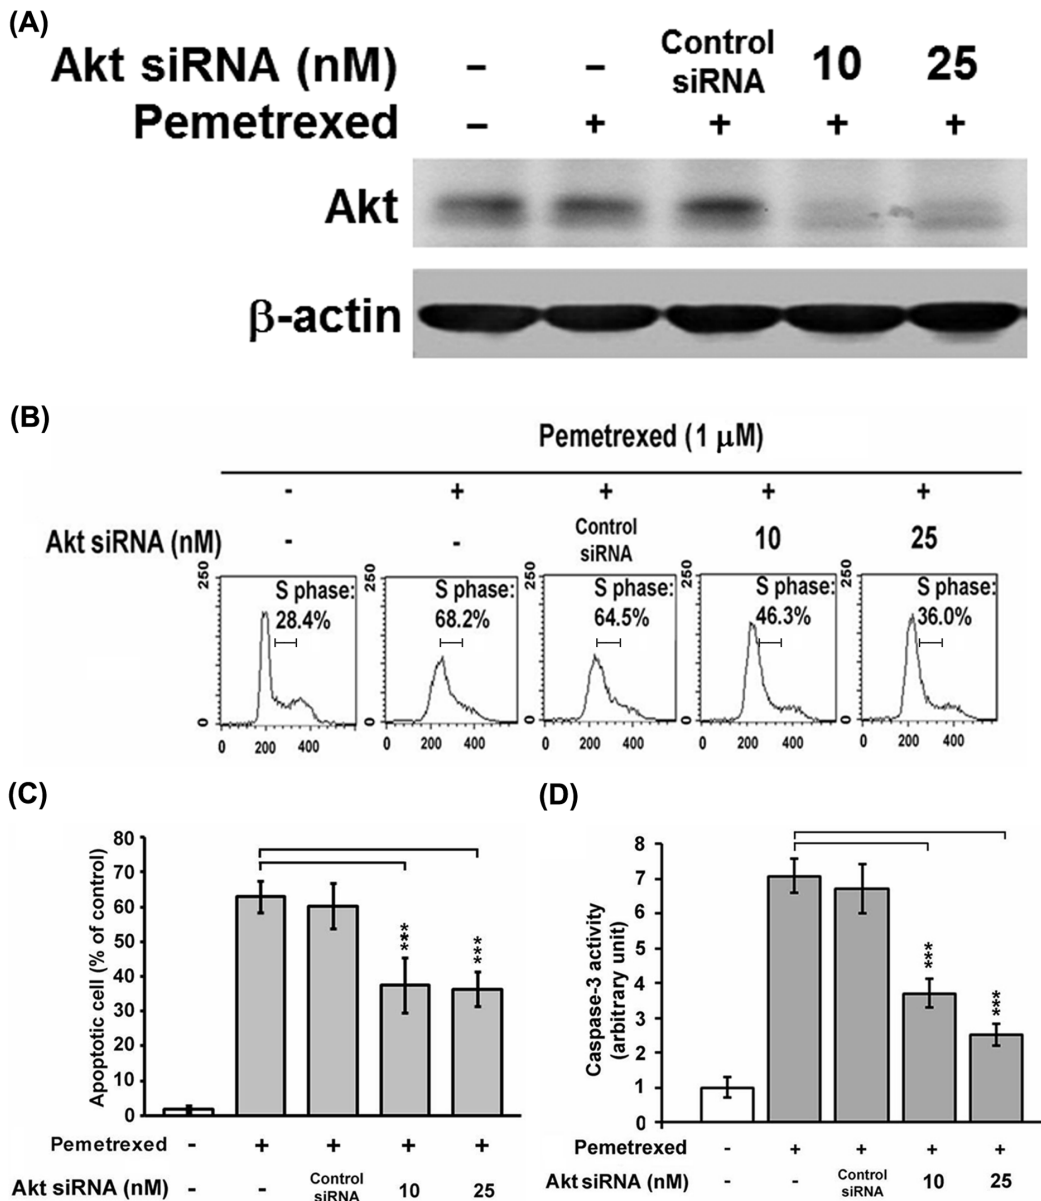 (A)
Akt siRNA (nM) – – Control siRNA 10 25
Pemetrexed – + + + +
Akt
β-actin
(B)
Pemetrexed (1 μM)
- + + + +
Akt siRNA (nM) - - Control siRNA 10 25
250 250 250 250 250
S phase: S phase: S phase: S phase: S phase:
28.4% 68.2% 64.5% 46.3% 36.0%
0 0 0 0 0
0 200 400 0 200 400 0 200 400 0 200 400 0 200 400
(C)
Apoptotic cell (% of control)
80
70
60
50
40
30
20
10
0
*** ***
Pemetrexed - + + + +
Akt siRNA (nM) - - Control siRNA 10 25
(D)
Caspase-3 activity
(arbitrary unit)
8
7
6
5
4
3
2
1
0
*** ***
Pemetrexed - + + + +
Akt siRNA (nM) - - Control siRNA 10 25